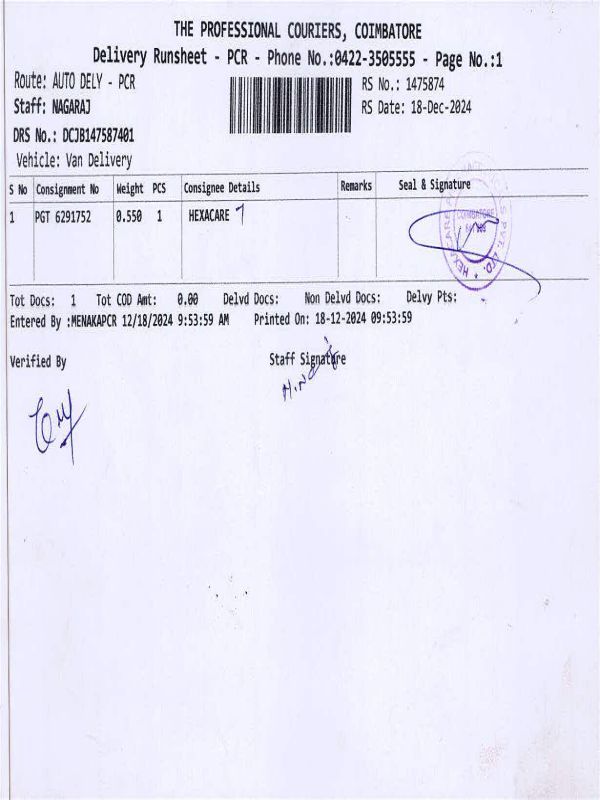 THE PROFESSIONAL COURIERS, COIMBATORE
Delivery Runsheet - PCR - Phone No.:0422-3505555 - Page No.:1
Route: AUTO DELY - PCR RS No.: 1475874
Staff: NAGARAJ RS Date: 18-Dec-2024
DRS No.: DCJB147587401
Vehicle: Van Delivery
S No Consignment No Weight PCS Consignee Details Remarks Seal & Signature
1 PGT 6291752 0.550 1 HEXACARE 7
COIMBATORE
Tot Docs: 1 Tot COD Amt: 0.00 Delvd Docs: Non Delvd Docs: Delvy Pts:
Entered By :MENAKAPCR 12/18/2024 9:53:59 AM Printed On: 18-12-2024 09:53:59
Verified By Staff Signature